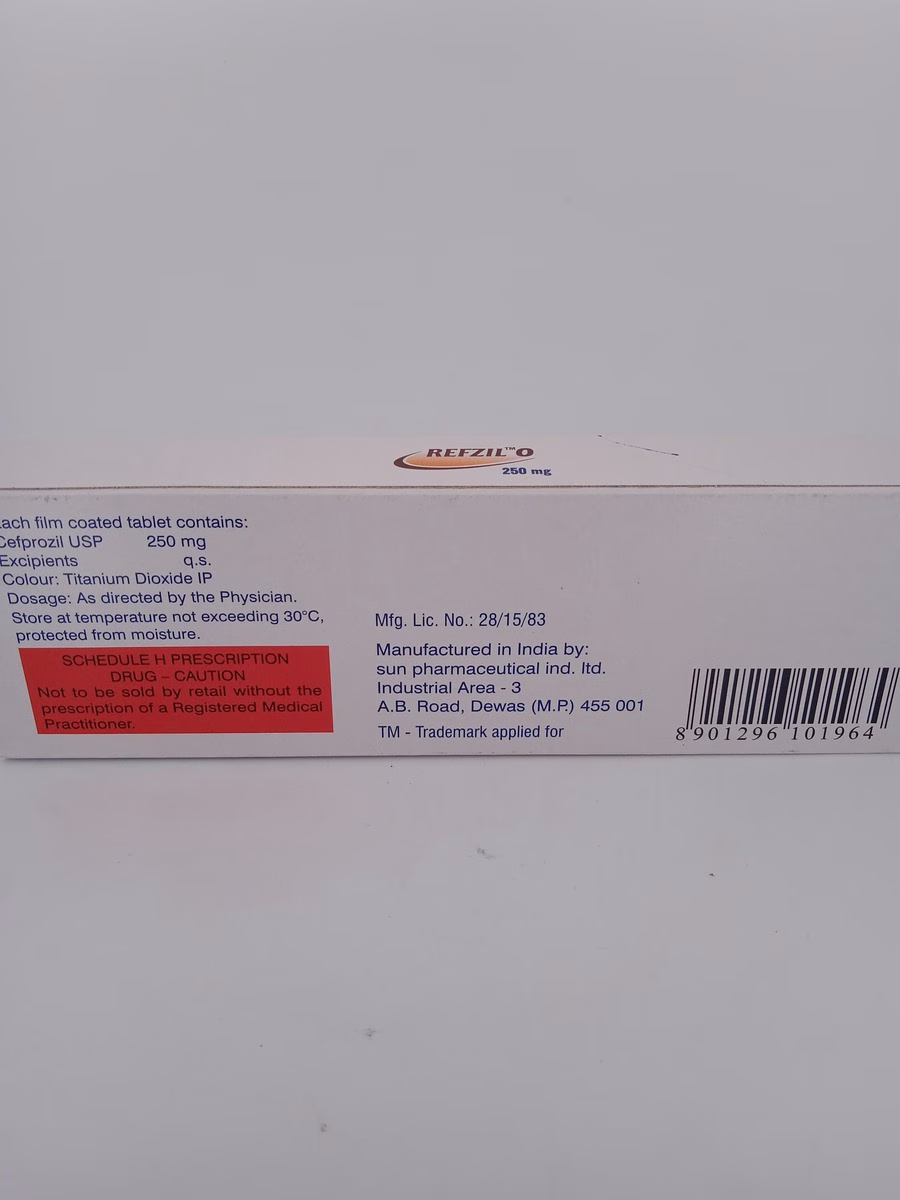 REFZIL™ O
250 mg
ach film coated tablet contains:
Cefprozil USP 250 mg
Excipients q.s.
Colour: Titanium Dioxide IP
Dosage: As directed by the Physician.
Store at temperature not exceeding 30°C,
protected from moisture.
SCHEDULE H PRESCRIPTION
DRUG – CAUTION
Not to be sold by retail without the
prescription of a Registered Medical
Practitioner.
Mfg. Lic. No.: 28/15/83
Manufactured in India by:
sun pharmaceutical ind. ltd.
Industrial Area - 3
A.B. Road, Dewas (M.P.) 455 001
TM - Trademark applied for
8 901296 101964